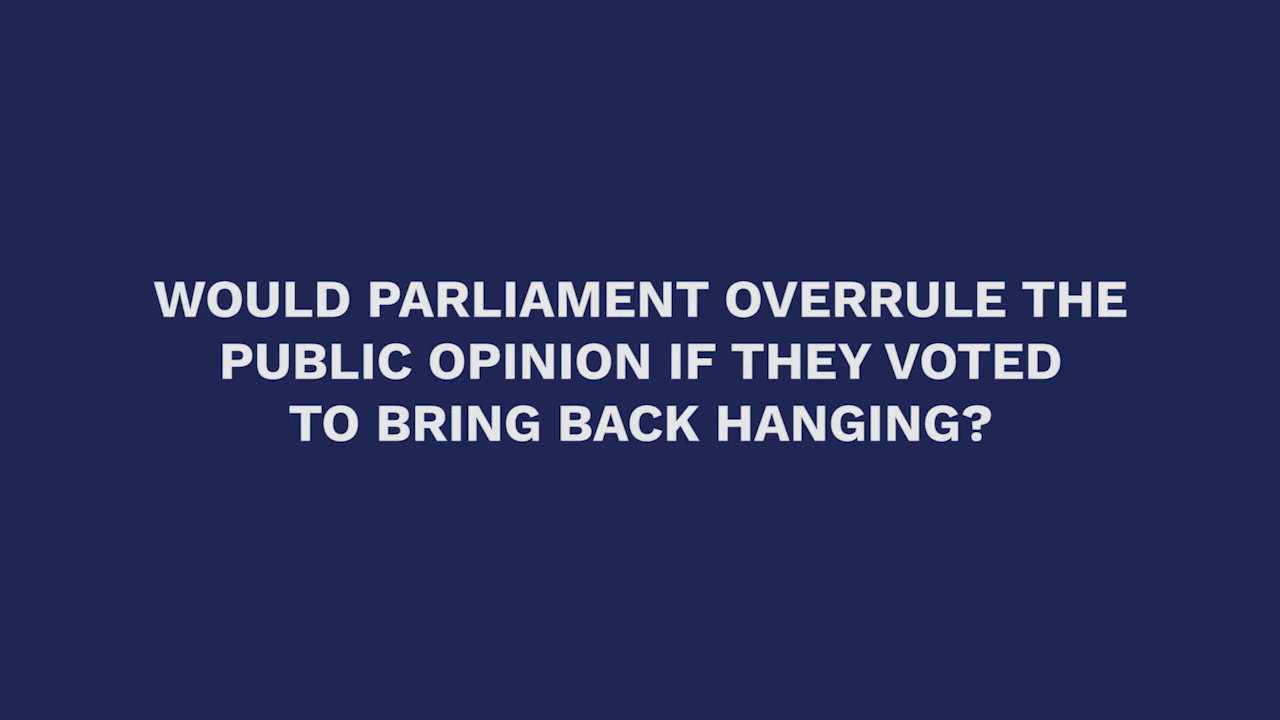 WOULD PARLIAMENT OVERRULE THE
PUBLIC OPINION IF THEY VOTED
TO BRING BACK HANGING?